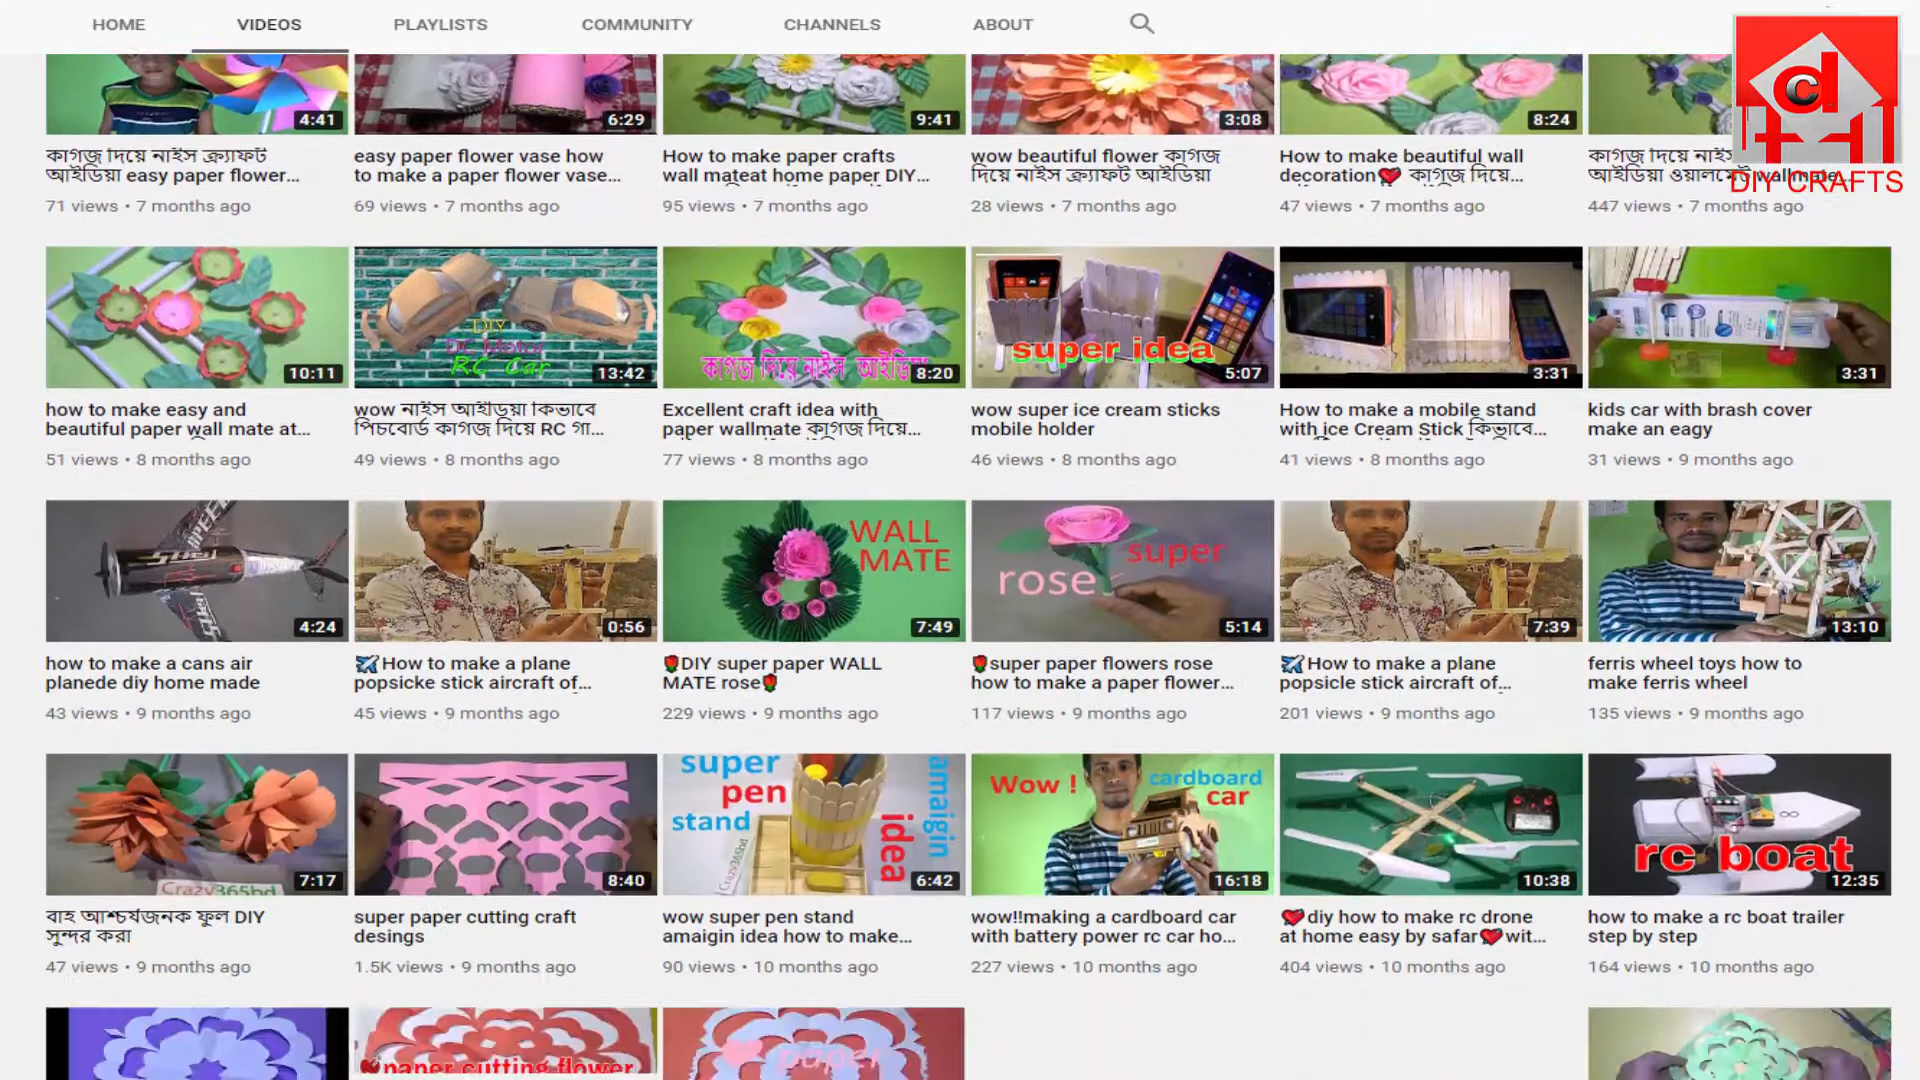 HOME VIDEOS PLAYLISTS COMMUNITY CHANNELS ABOUT
dc
DIY CRAFTS
4:41 6:29 9:41 3:08 8:24
কাগজ দিয়ে নাইস ক্র্যাফট
আইডিয়া easy paper flower...
71 views • 7 months ago
easy paper flower vase how
to make a paper flower vase...
69 views • 7 months ago
How to make paper crafts
wall mateat home paper DIY...
95 views • 7 months ago
wow beautiful flower কাগজ
দিয়ে নাইস ক্র্যাফট আইডিয়া
28 views • 7 months ago
How to make beautiful wall
decoration❤ কাগজ দিয়ে...
47 views • 7 months ago
কাগজ দিয়ে
আইডিয়া
447 views • 7 months ago
10:11
how to make easy and
beautiful paper wall mate at...
51 views • 8 months ago
DIY
DC Motor
RC Car
13:42
wow নাইস আইডিয়া কিভাবে
পিচবোর্ড কাগজ দিয়ে RC গা...
49 views • 8 months ago
কাগজ দিয়ে নাইস
8:20
Excellent craft idea with
paper wallmate কাগজ দিয়ে...
77 views • 8 months ago
super idea
5:07
wow super ice cream sticks
mobile holder
46 views • 8 months ago
3:31
How to make a mobile stand
with ice Cream Stick কিভাবে...
41 views • 8 months ago
3:31
kids car with brash cover
make an eagy
31 views • 9 months ago
4:24
how to make a cans air
planede diy home made
43 views • 9 months ago
0:56
✈How to make a plane
popsicke stick aircraft of...
45 views • 9 months ago
WALL
MATE
7:49
🌹DIY super paper WALL
MATE rose🌹
229 views • 9 months ago
super
rose
5:14
🌹super paper flowers rose
how to make a paper flower...
117 views • 9 months ago
7:39
✈How to make a plane
popsicle stick aircraft of...
201 views • 9 months ago
13:10
ferris wheel toys how to
make ferris wheel
135 views • 9 months ago
Crazy365bd
7:17
বাহ আশ্চর্যজনক ফুল DIY
সুন্দর করা
47 views • 9 months ago
8:40
super paper cutting craft
desings
1.5K views • 9 months ago
super
pen
stand
amaigin
idea
Crazy365bd
6:42
wow super pen stand
amaigin idea how to make...
90 views • 10 months ago
Wow !
cardboard
car
16:18
wow!!making a cardboard car
with battery power rc car ho...
227 views • 10 months ago
10:38
❤diy how to make rc drone
at home easy by safar❤wit...
404 views • 10 months ago
rc boat
12:35
how to make a rc boat trailer
step by step
164 views • 10 months ago
paper cutting flower
paper